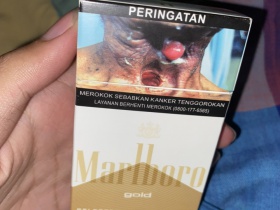 PERINGATAN
MEROKOK SEBABKAN KANKER TENGGOROKAN
LAYANAN BERHENTI MEROKOK (0800-177-6565)
Marlboro
gold